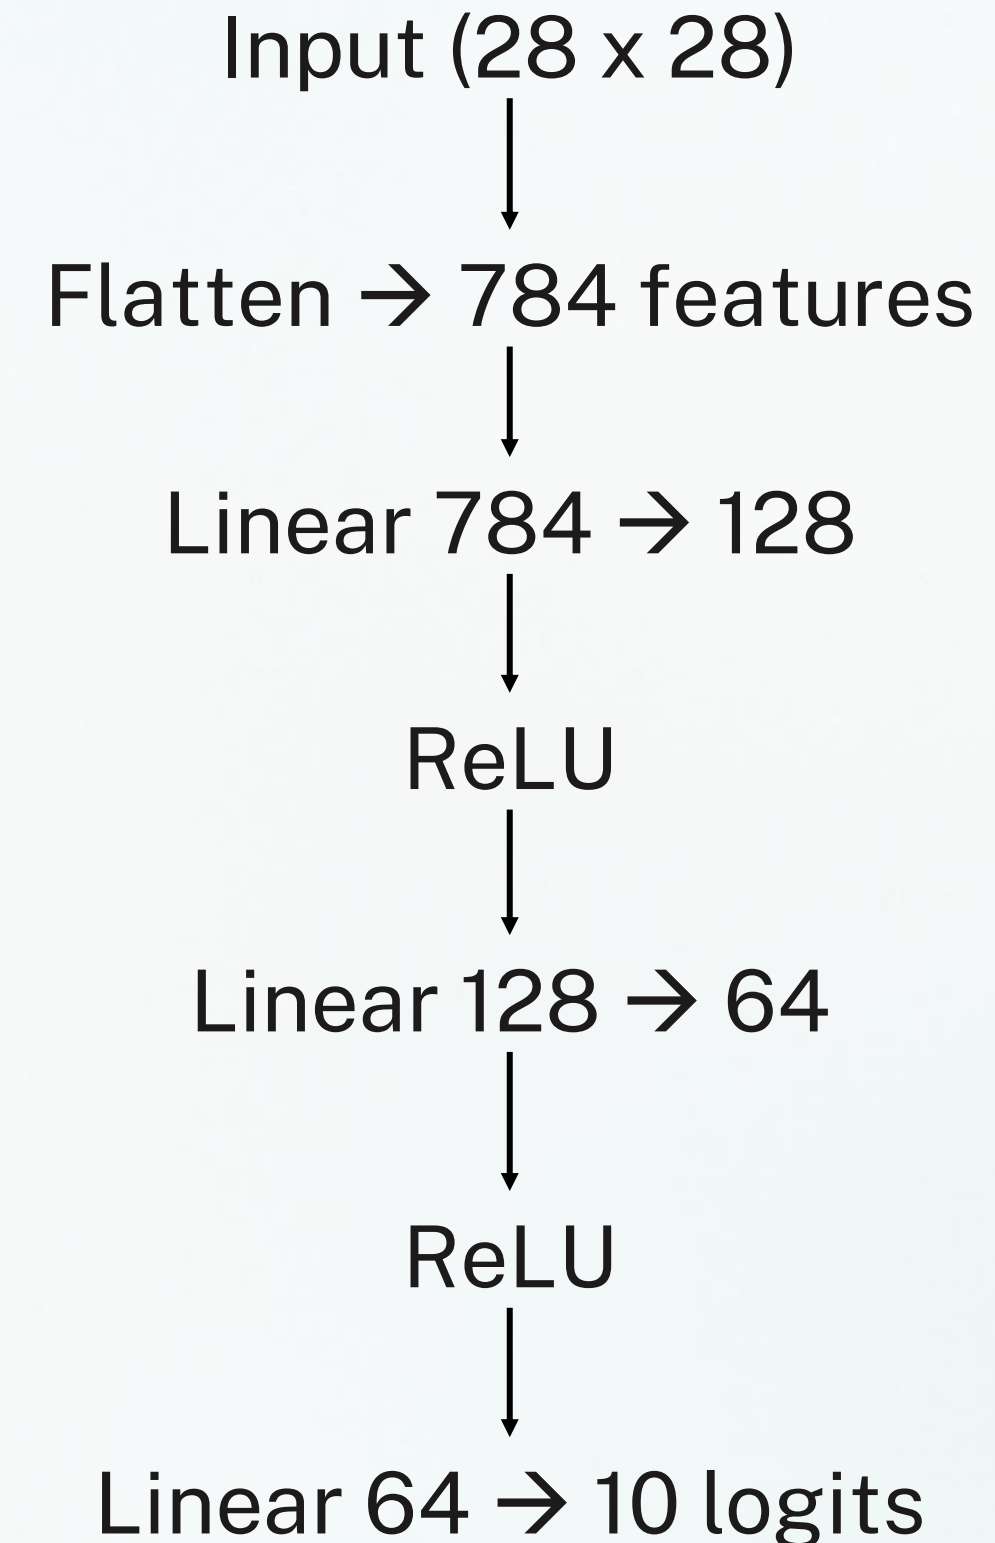 Input (28 x 28)
Flatten → 784 features
Linear 784 → 128
ReLU
Linear 128 → 64
ReLU
Linear 64 → 10 logits